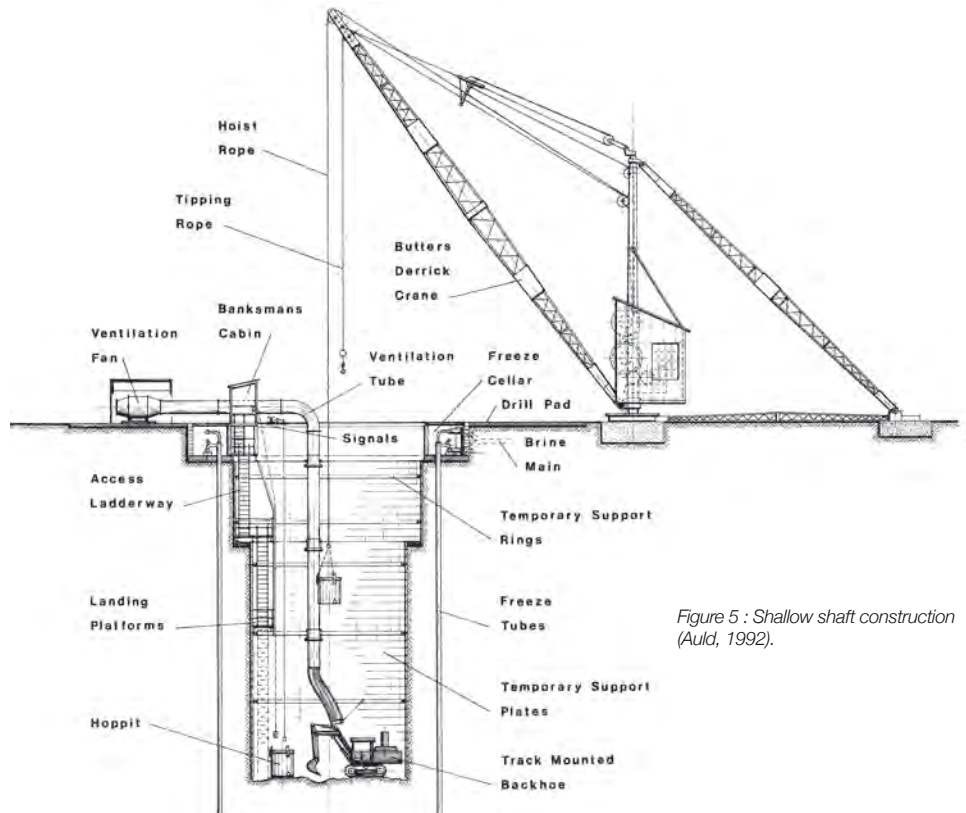 Hoist
Rope
Tipping
Rope
Butters
Derrick
Crane
Banksmans
Cabin
Ventilation
Fan
Ventilation
Tube
Freeze
Cellar
Drill Pad
Signals
Brine
Main
Access
Ladderway
Temporary Support
Rings
Landing
Platforms
Freeze
Tubes
Figure 5 : Shallow shaft construction
(Auld, 1992).
Temporary Support
Plates
Hoppit
Track Mounted
Backhoe